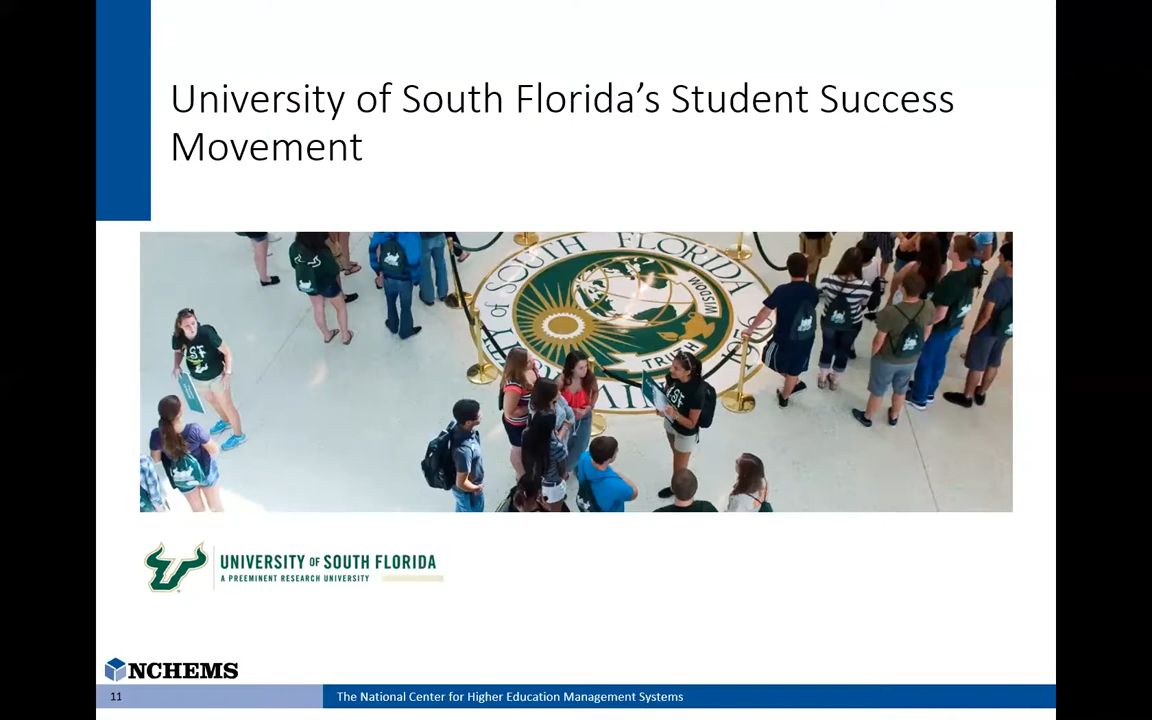 University of South Florida’s Student Success
Movement
SOUTH FLORIDA
WISDOM
TRUTH
UNIVERSITY OF SOUTH FLORIDA
A PREEMINENT RESEARCH UNIVERSITY
NCHEMS
11
The National Center for Higher Education Management Systems